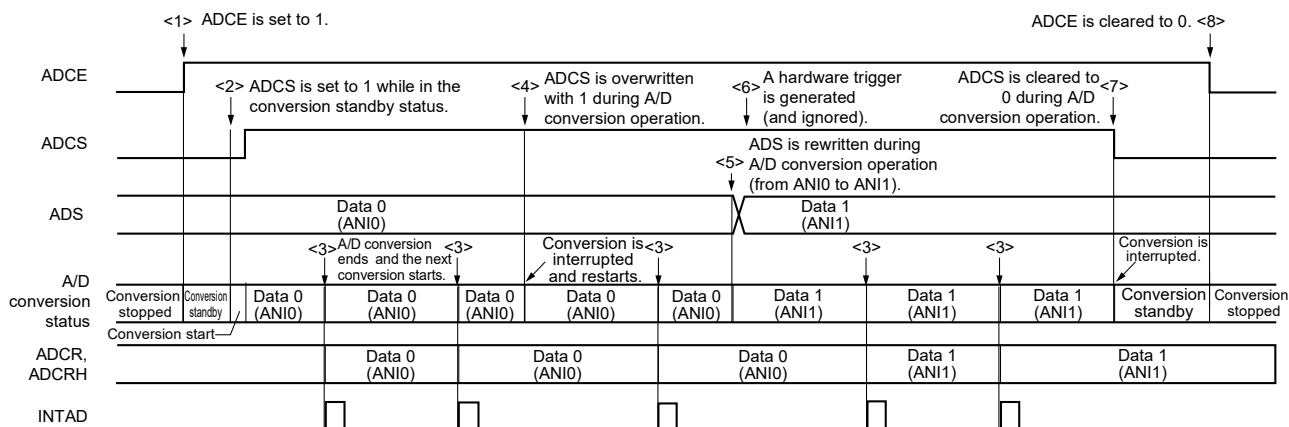 <1> ADCE is set to 1.
ADCE is cleared to 0. <8>
ADCE
<2> ADCS is set to 1 while in the
conversion standby status.
<4> ADCS is overwritten
with 1 during A/D
conversion operation.
<6> A hardware trigger
is generated
(and ignored).
ADCS is cleared to <7>
0 during A/D
conversion operation.
ADCS
<5> ADS is rewritten during
A/D conversion operation
(from ANI0 to ANI1).
ADS
Data 0
(ANI0)
Data 1
(ANI1)
<3> A/D conversion
ends and the next
conversion starts.
<3>
Conversion is
interrupted
and restarts.
<3>
<3>
<3>
Conversion is
interrupted.
A/D
conversion
status
Conversion
stopped
Conversion
standby
Conversion start
Data 0
(ANI0)
Data 0
(ANI0)
Data 0
(ANI0)
Data 0
(ANI0)
Data 0
(ANI0)
Data 1
(ANI1)
Data 1
(ANI1)
Data 1
(ANI1)
Conversion
standby
Conversion
stopped
ADCR,
ADCRH
Data 0
(ANI0)
Data 0
(ANI0)
Data 0
(ANI0)
Data 1
(ANI1)
Data 1
(ANI1)
INTAD